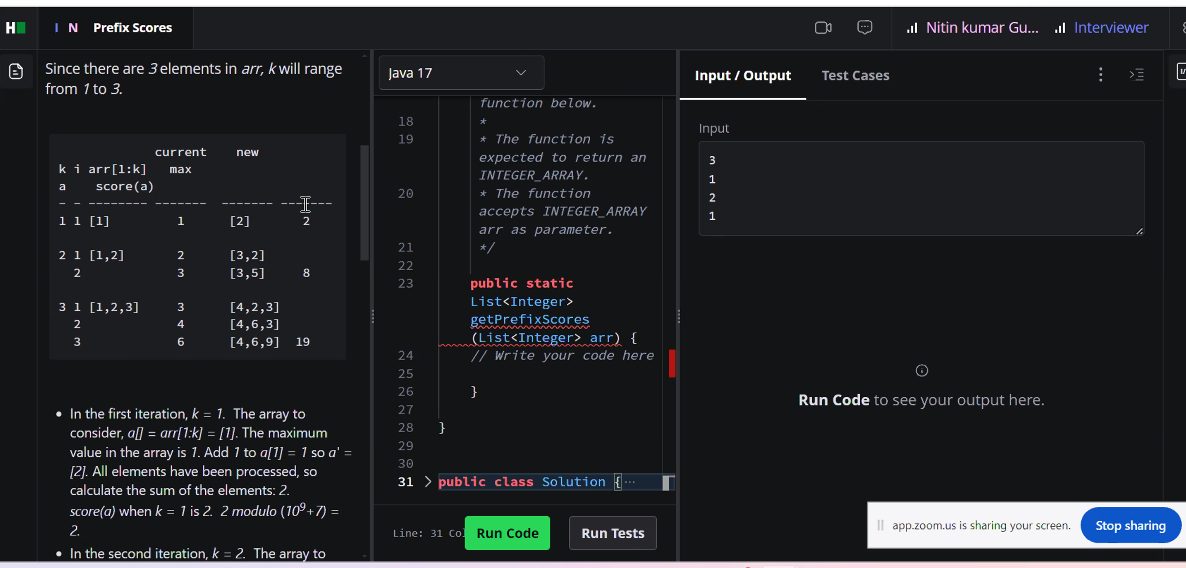 H
I N Prefix Scores
Nitin kumar Gu...
Interviewer
Since there are 3 elements in arr, k will range
from 1 to 3.
current new
k i arr[1:k] max
a score(a)
- - -------- ------- ------- -------
1 1 [1] 1 [2] 2
2 1 [1,2] 2 [3,2]
2 3 [3,5] 8
3 1 [1,2,3] 3 [4,2,3]
2 4 [4,6,3]
3 6 [4,6,9] 19
• In the first iteration, k = 1. The array to
consider, a[] = arr[1:k] = [1]. The maximum
value in the array is 1. Add 1 to a[1] = 1 so a' =
[2]. All elements have been processed, so
calculate the sum of the elements: 2.
score(a) when k = 1 is 2. 2 modulo (10⁹+7) =
2.
• In the second iteration, k = 2. The array to
Java 17
function below.
18 *
19 * The function is
expected to return an
INTEGER_ARRAY.
20 * The function
accepts INTEGER_ARRAY
arr as parameter.
21 */
22
23 public static
List<Integer>
getPrefixScores
(List<Integer> arr) {
24 // Write your code here
25
26 }
27
28 }
29
30
31 public class Solution {···
Line: 31 Co
Run Code
Run Tests
Input / Output
Test Cases
Input
3
1
2
1
Run Code to see your output here.
app.zoom.us is sharing your screen.
Stop sharing